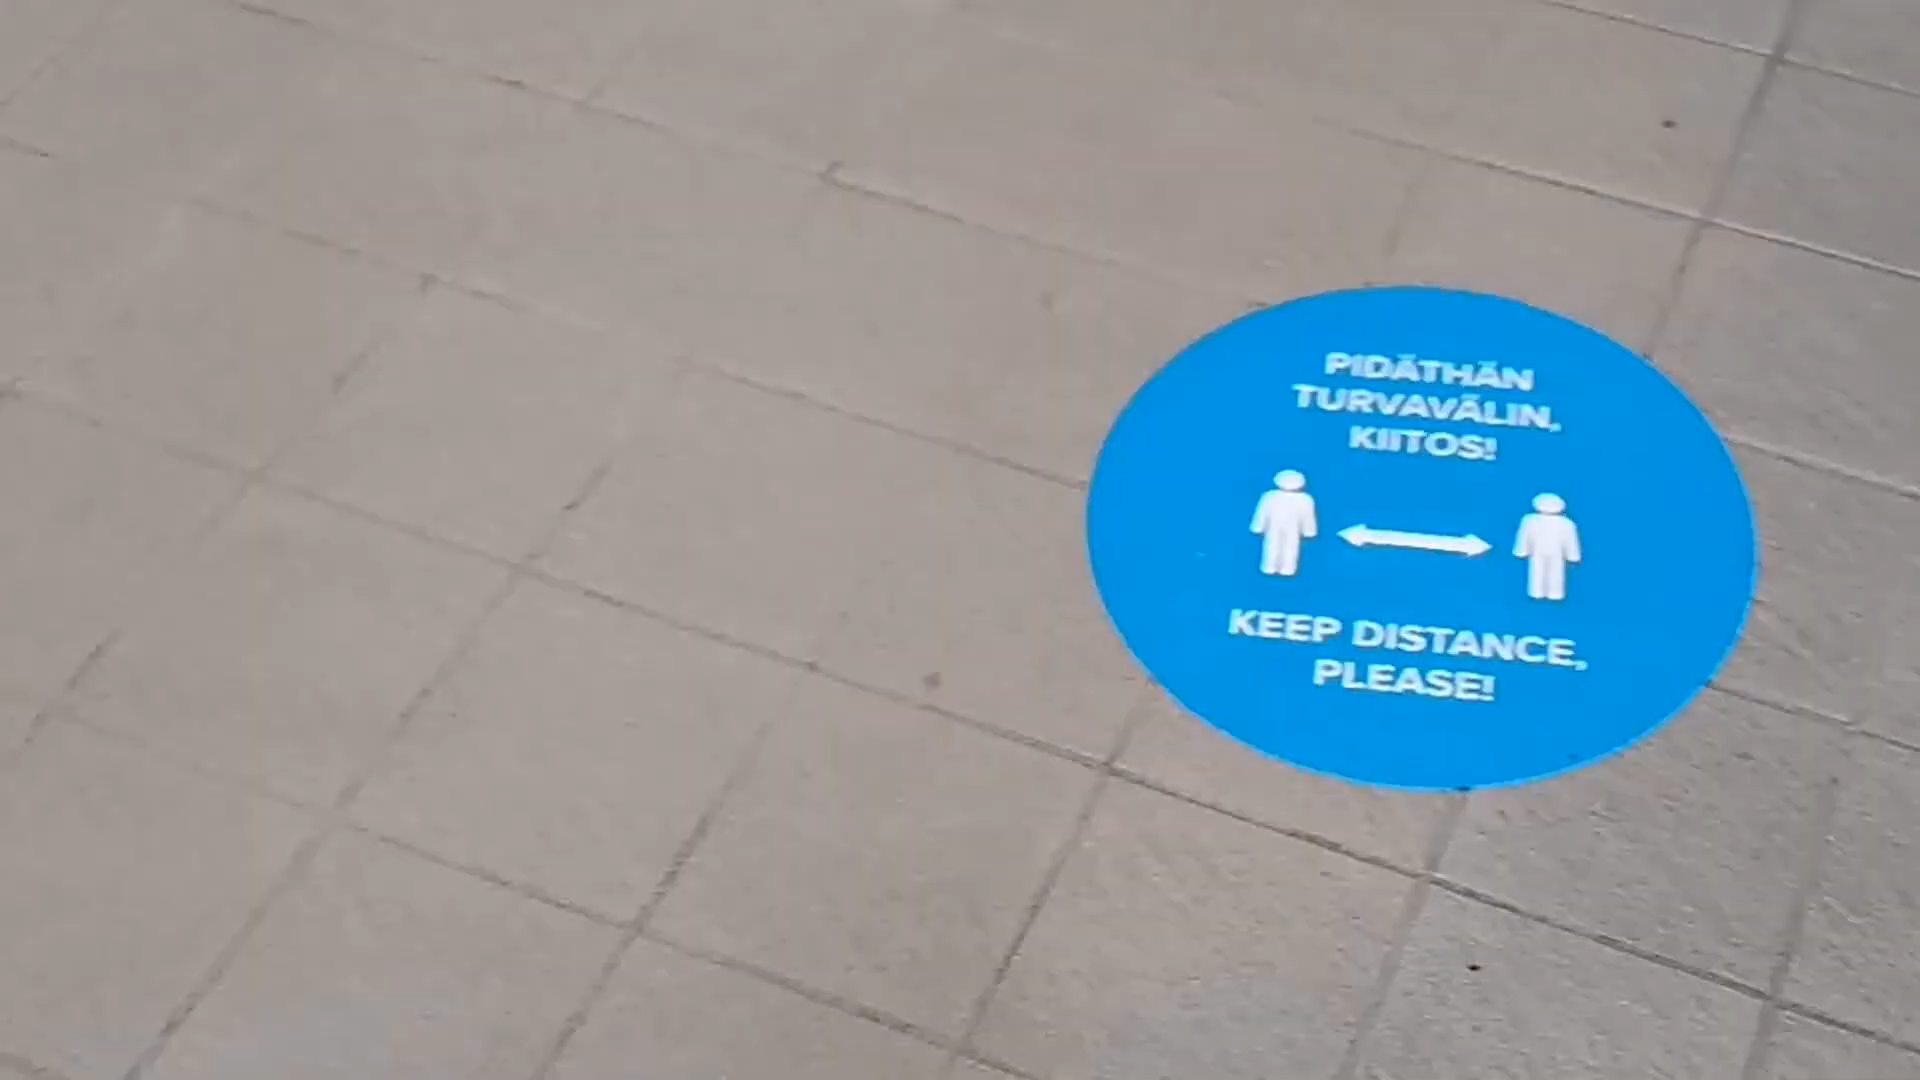 PIDÄTHÄN
TURVAVÄLIN,
KIITOS!
KEEP DISTANCE,
PLEASE!